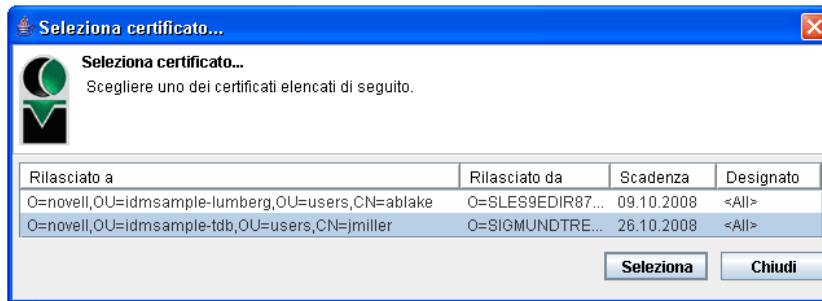 Seleziona certificato...
Seleziona certificato...
Scegliere uno dei certificati elencati di seguito.
Rilasciato a Rilasciato da Scadenza Designato
O=novell,OU=idmsample-lumberg,OU=users,CN=ablake O=SLES9EDIR87... 09.10.2008 <All>
O=novell,OU=idmsample-tdb,OU=users,CN=jmiller O=SIGMUNDTRE... 26.10.2008 <All>
Seleziona Chiudi